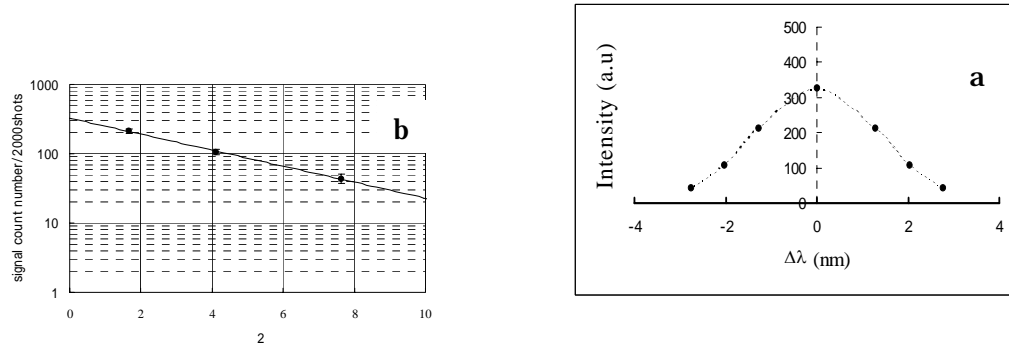 signal count number/2000shots
1000
100
10
1
b
0 2 4 6 8 10
2
Intensity (a.u)
500
400
300
200
100
0
a
-4 -2 0 2 4
Δλ (nm)